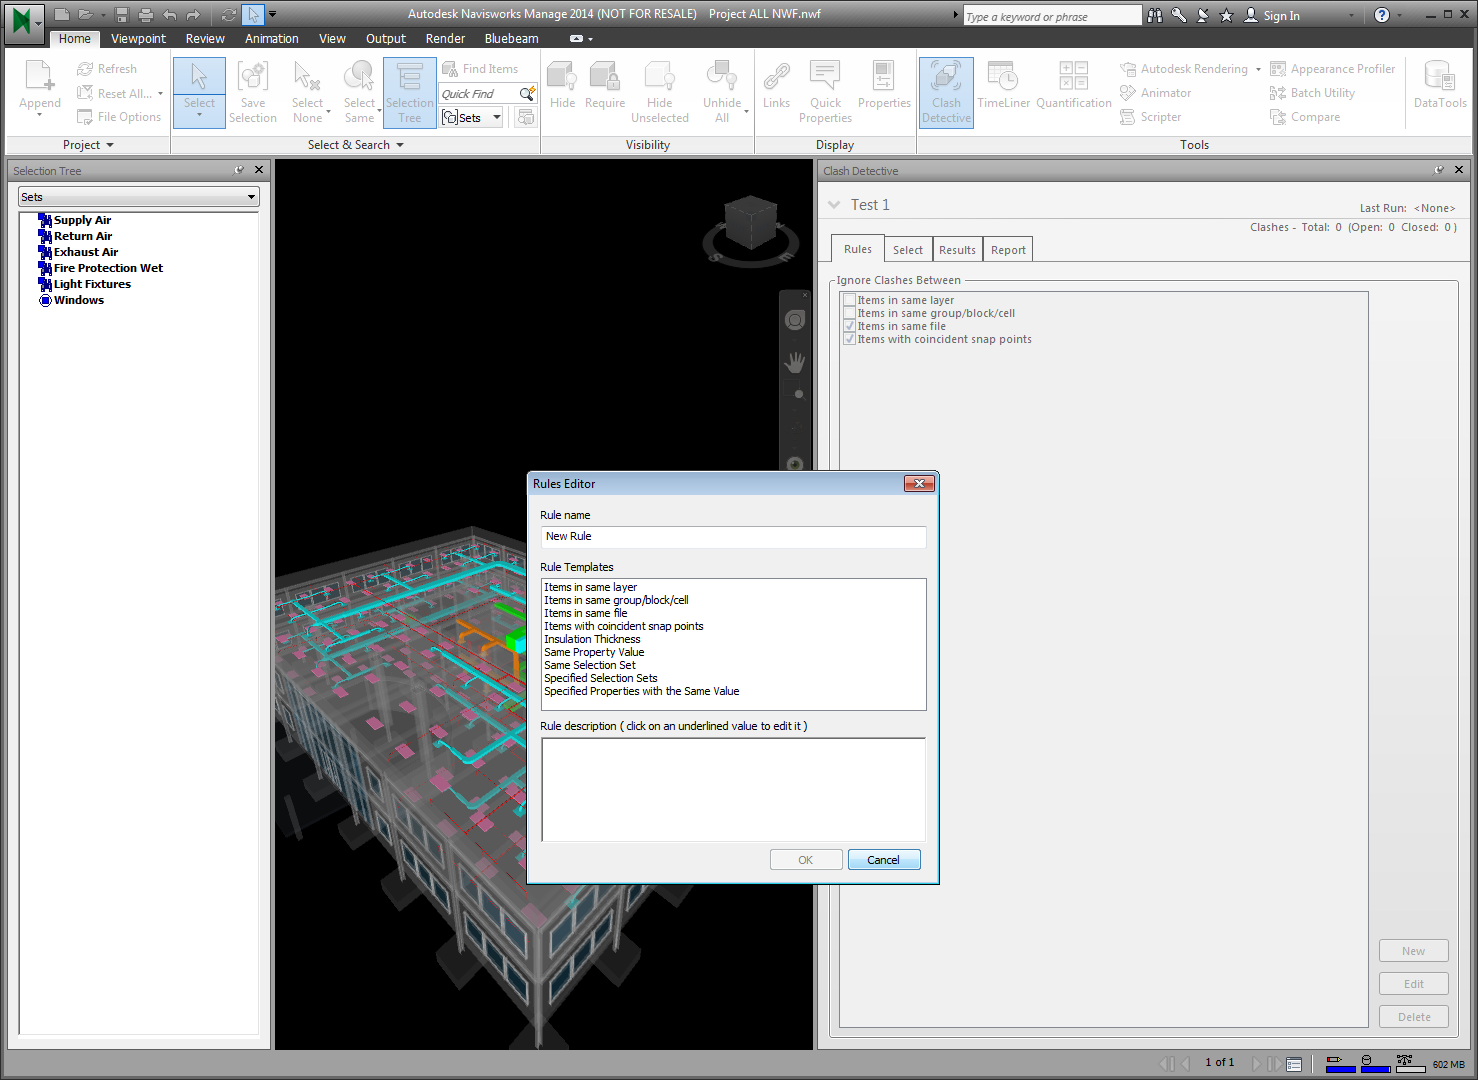 Autodesk Navisworks Manage 2014 (NOT FOR RESALE) Project ALL NWF.nwf
Type a keyword or phrase
Sign In
Home Viewpoint Review Animation View Output Render Bluebeam
Append
Refresh
Reset All...
File Options
Project
Select
Save Selection
Select None
Select Same
Selection Tree
Find Items
Quick Find
Sets
Select & Search
Hide
Require
Hide Unselected
Unhide All
Visibility
Links
Quick Properties
Properties
Display
Clash Detective
TimeLiner
Quantification
Autodesk Rendering
Animator
Scripter
Appearance Profiler
Batch Utility
Compare
DataTools
Tools
Selection Tree
Sets
Supply Air
Return Air
Exhaust Air
Fire Protection Wet
Light Fixtures
Windows
S
E
Clash Detective
Test 1
Last Run: <None>
Clashes - Total: 0 (Open: 0 Closed: 0)
Rules Select Results Report
Ignore Clashes Between
Items in same layer
Items in same group/block/cell
Items in same file
Items with coincident snap points
Rules Editor
Rule name
New Rule
Rule Templates
Items in same layer
Items in same group/block/cell
Items in same file
Items with coincident snap points
Insulation Thickness
Same Property Value
Same Selection Set
Specified Selection Sets
Specified Properties with the Same Value
Rule description ( click on an underlined value to edit it )
OK
Cancel
New
Edit
Delete
1 of 1
602 MB